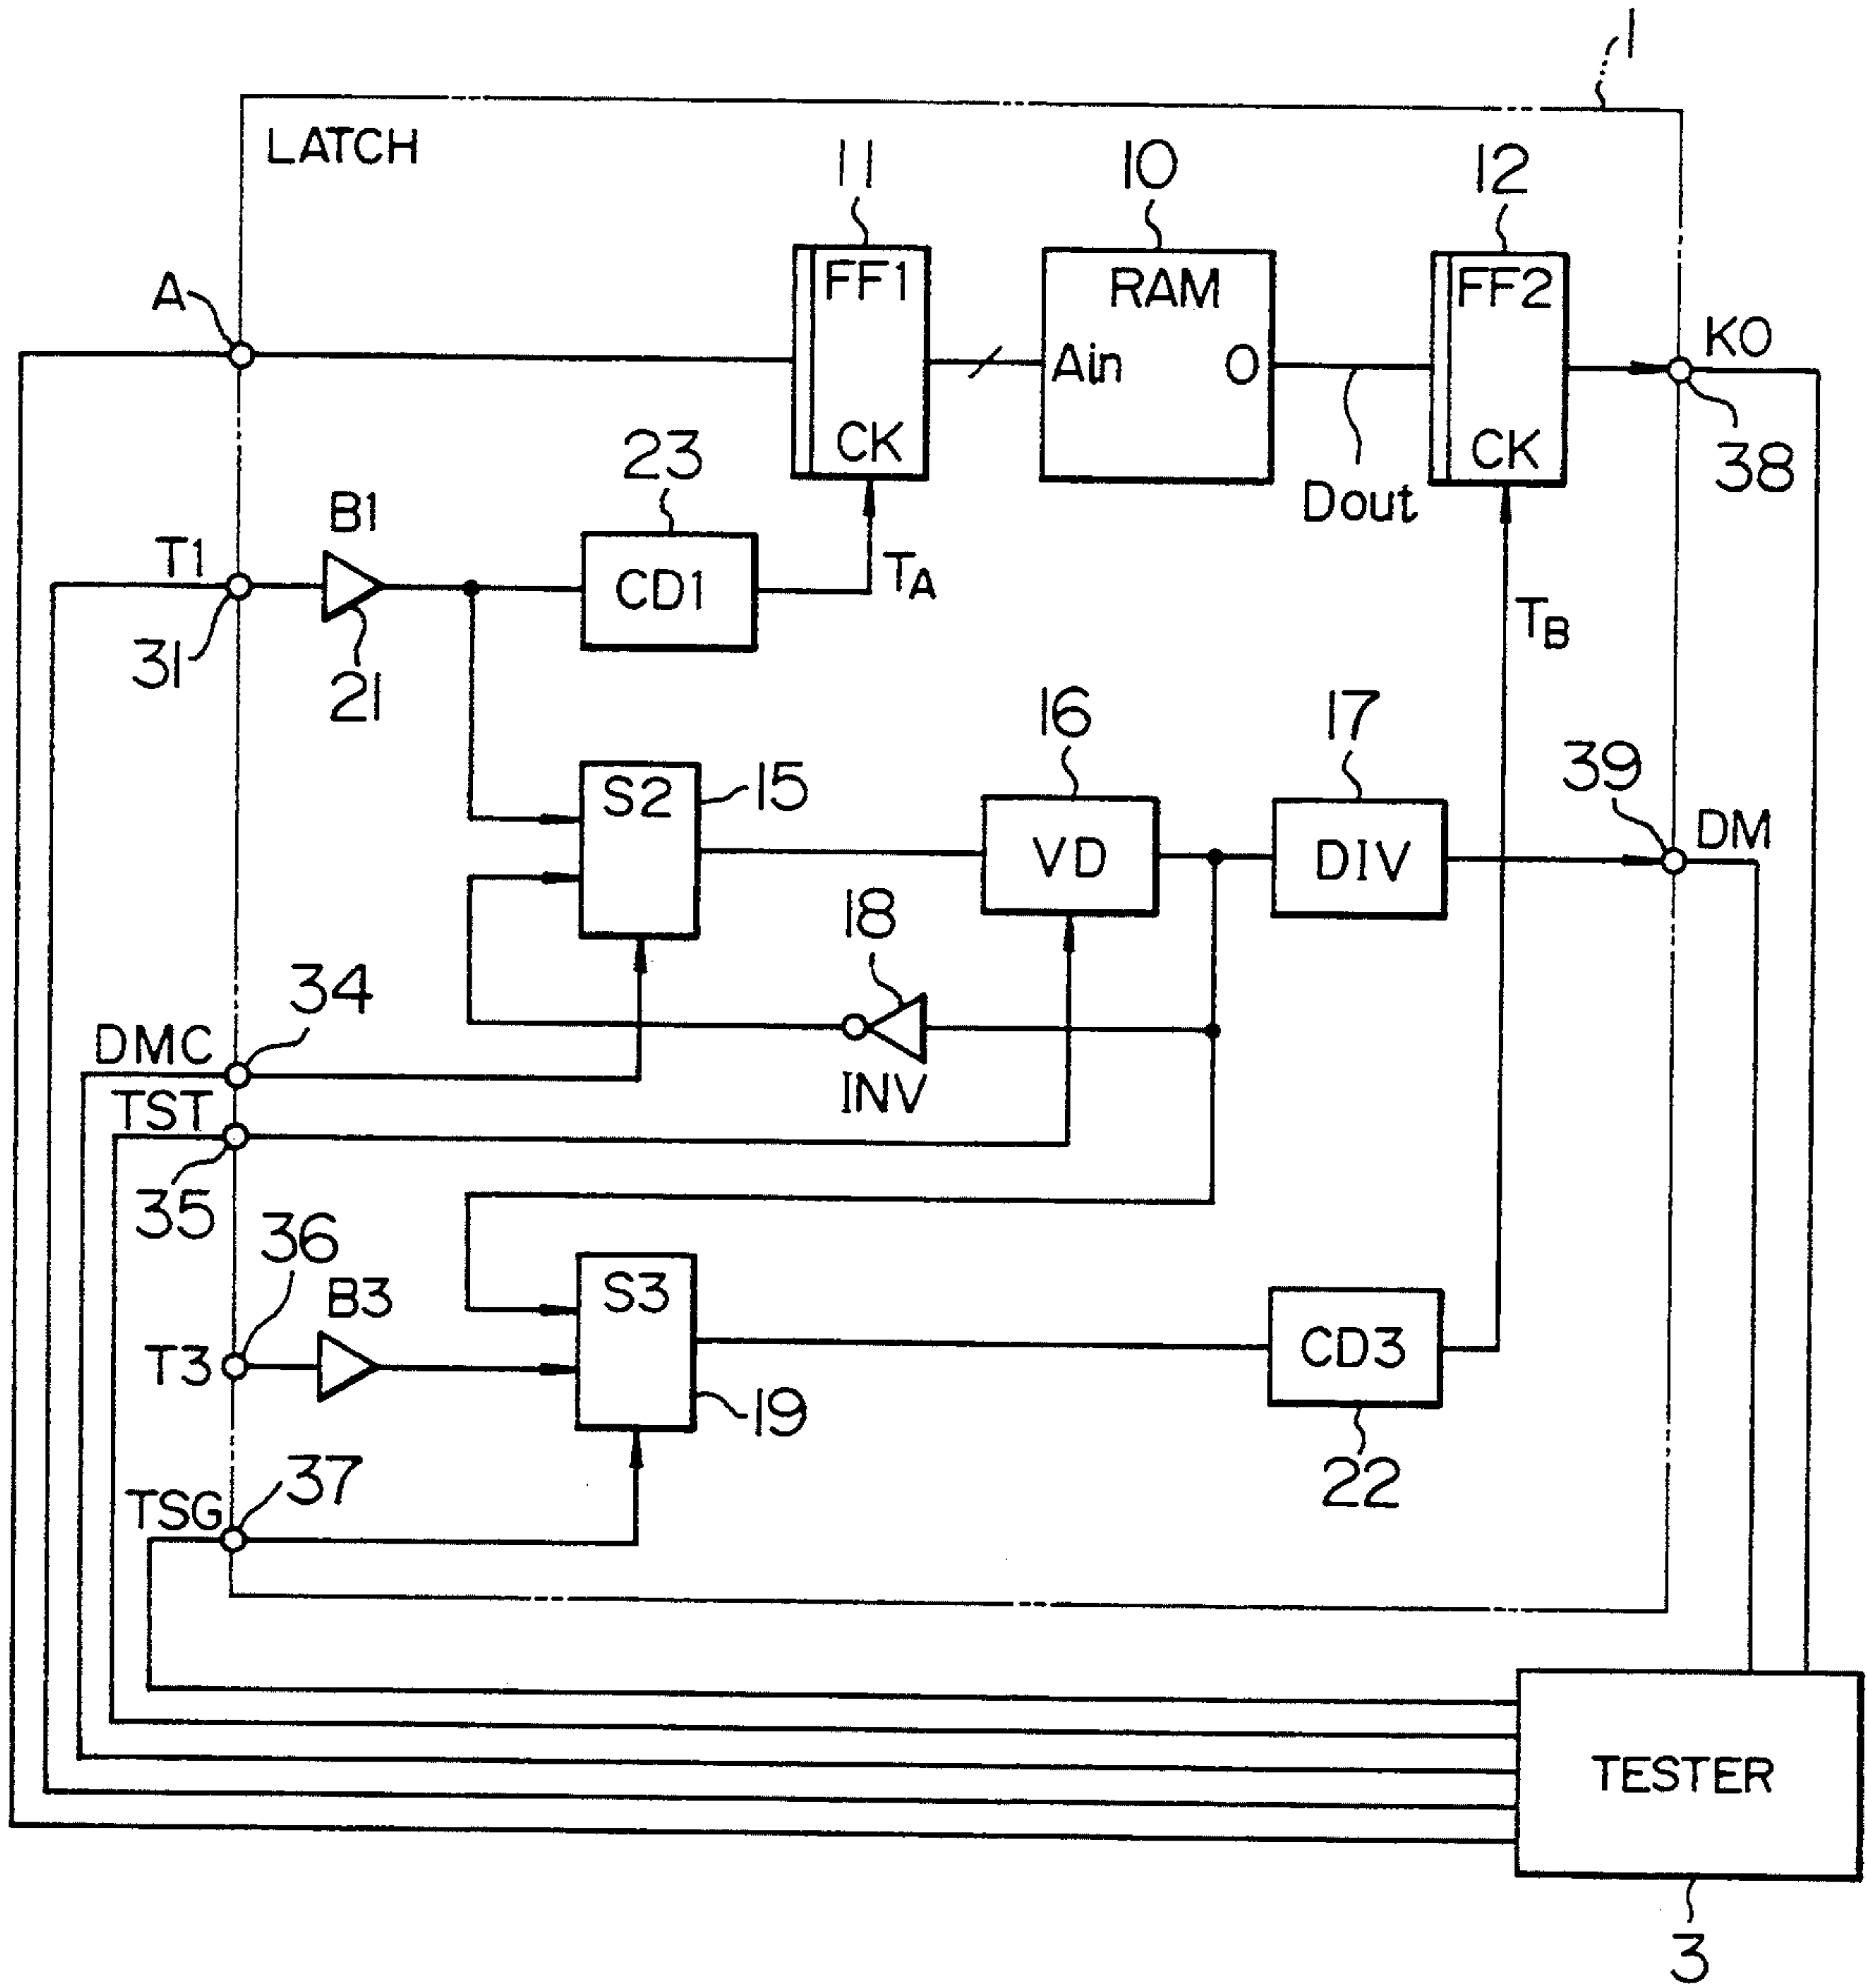 1
LATCH
11
10
12
FF1
RAM
FF2
A
KO
Ain
O
CK
CK
23
38
B1
Dout
T1
CD1
TA
TB
31
21
16
17
39
S2
15
DM
VD
DIV
18
34
DMC
INV
TST
35
36
S3
B3
T3
CD3
19
37
22
TSG
TESTER
3